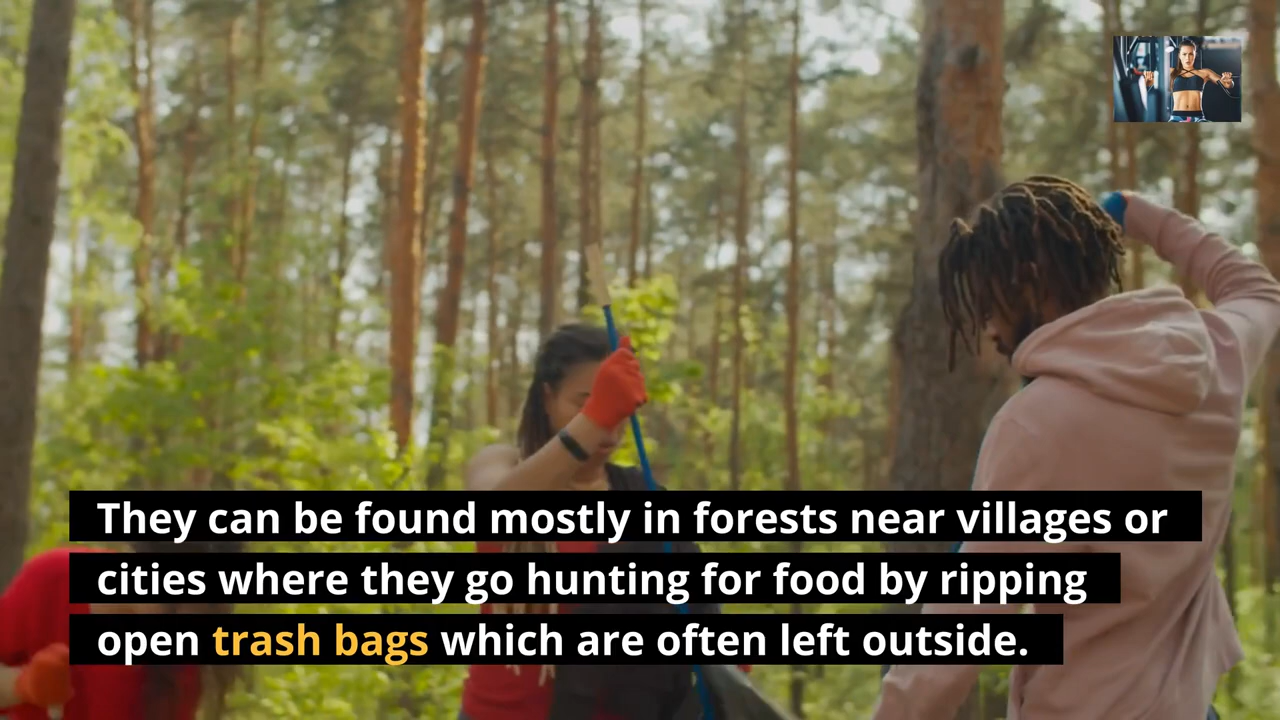 They can be found mostly in forests near villages or
cities where they go hunting for food by ripping
open trash bags which are often left outside.